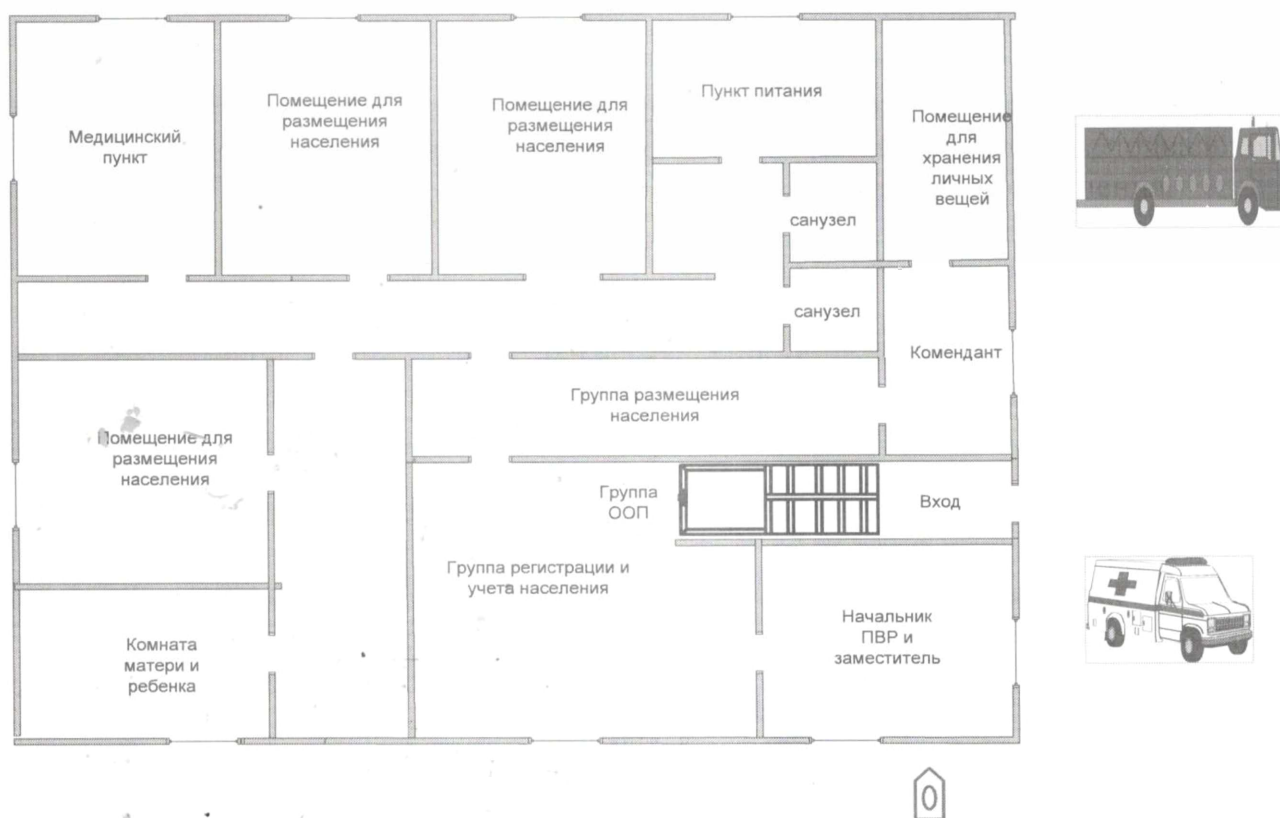 Медицинский
пункт
Помещение для
размещения
населения
Помещение для
размещения
населения
Пункт питания
Помещение
для
хранения
личных
вещей
санузел
санузел
Комендант
Группа размещения
населения
Помещение для
размещения
населения
Группа
ООП
Вход
Группа регистрации и
учета населения
Начальник
ПВР и
заместитель
Комната
матери и
ребенка